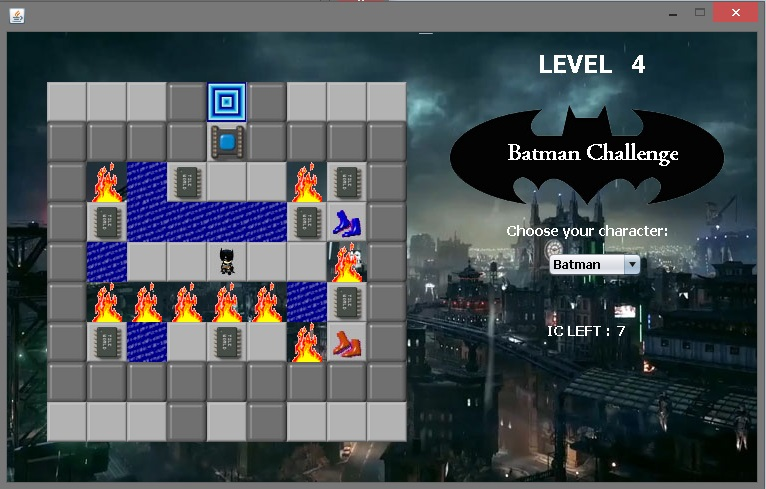 LEVEL 4
Batman Challenge
Choose your character:
Batman
IC LEFT : 7